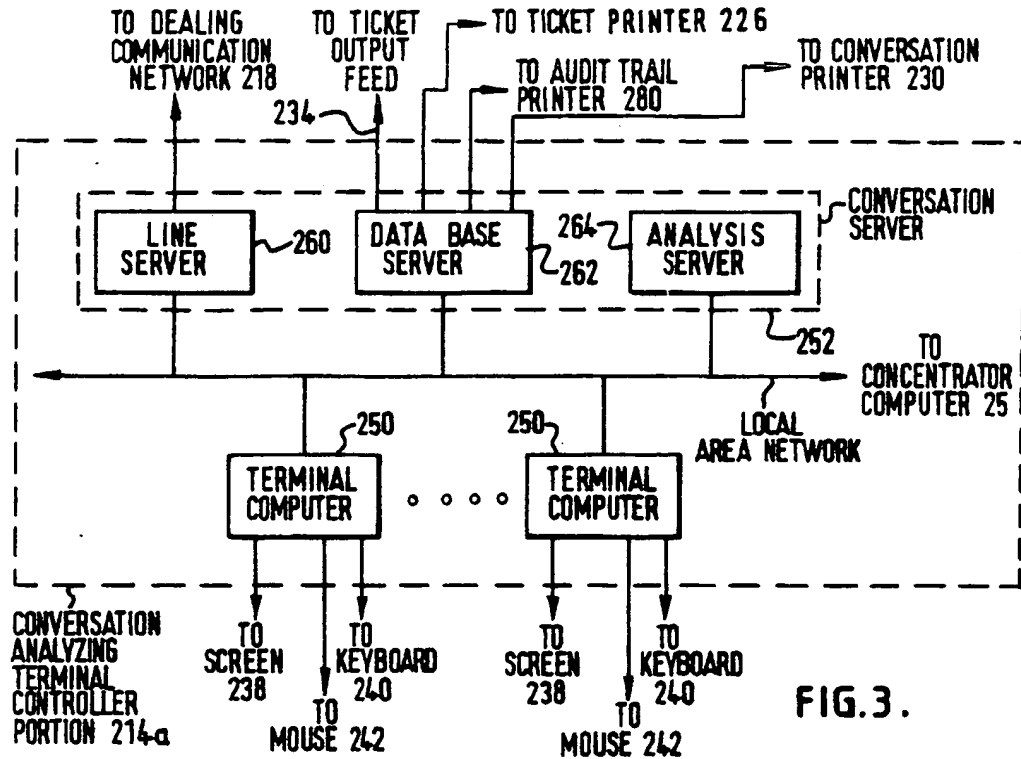 TO DEALING
COMMUNICATION
NETWORK 218
TO TICKET
OUTPUT
FEED
234
TO TICKET PRINTER 226
TO AUDIT TRAIL
PRINTER 280
TO CONVERSATION
PRINTER 230
LINE
SERVER
260
DATA BASE
SERVER
262
264
ANALYSIS
SERVER
CONVERSATION
SERVER
252
TO
CONCENTRATOR
COMPUTER 25
LOCAL
AREA NETWORK
250
TERMINAL
COMPUTER
250
TERMINAL
COMPUTER
CONVERSATION
ANALYZING
TERMINAL
CONTROLLER
PORTION 214a
TO
SCREEN
238
TO
MOUSE 242
TO
KEYBOARD
240
TO
SCREEN
238
TO
MOUSE 242
TO
KEYBOARD
240
FIG.3.